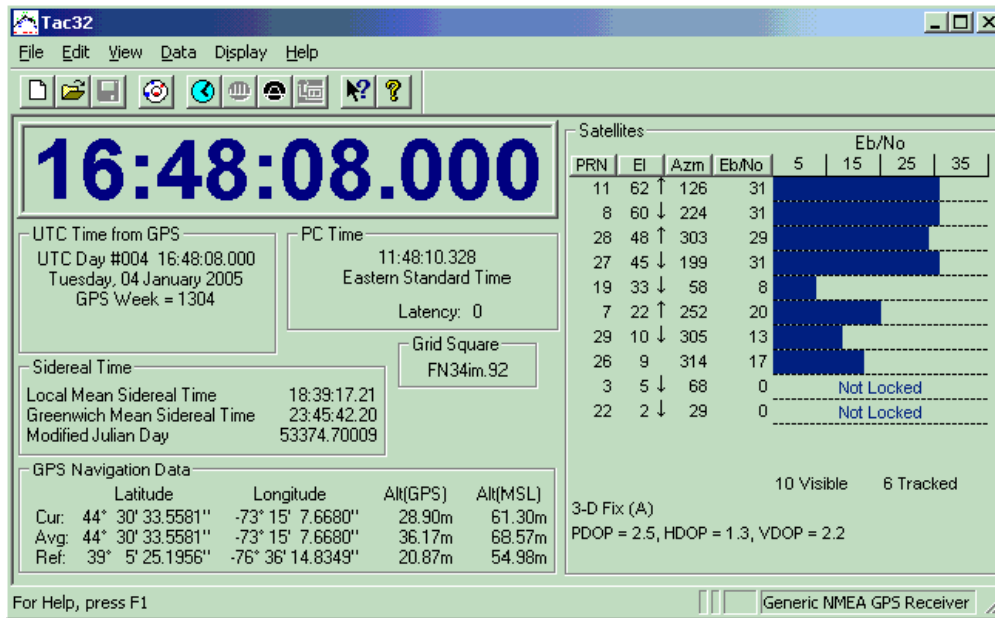 Tac32
File Edit View Data Display Help
16:48:08.000
UTC Time from GPS
UTC Day #004 16:48:08.000
Tuesday, 04 January 2005
GPS Week = 1304
PC Time
11:48:10.328
Eastern Standard Time
Latency: 0
Grid Square
FN34im.92
Sidereal Time
Local Mean Sidereal Time 18:39:17.21
Greenwich Mean Sidereal Time 23:45:42.20
Modified Julian Day 53374.70009
GPS Navigation Data
Latitude Longitude Alt(GPS) Alt(MSL)
Cur: 44° 30' 33.5581'' -73° 15' 7.6680'' 28.90m 61.30m
Avg: 44° 30' 33.5581'' -73° 15' 7.6680'' 36.17m 68.57m
Ref: 39° 5' 25.1956'' -76° 36' 14.8349'' 20.87m 54.98m
Satellites
Eb/No
PRN El Azm Eb/No 5 | 15 | 25 | 35
11 62 ↑ 126 31
8 60 ↓ 224 31
28 48 ↑ 303 29
27 45 ↓ 199 31
19 33 ↓ 58 8
7 22 ↑ 252 20
29 10 ↓ 305 13
26 9 314 17
3 5 ↓ 68 0 Not Locked
22 2 ↓ 29 0 Not Locked
10 Visible 6 Tracked
3-D Fix (A)
PDOP = 2.5, HDOP = 1.3, VDOP = 2.2
For Help, press F1
Generic NMEA GPS Receiver